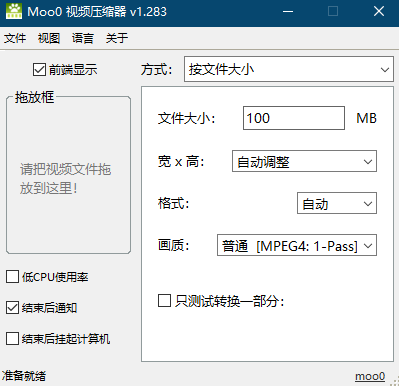 Moo0 视频压缩器 v1.283
文件 视图 语言 关于
前端显示
方式： 按文件大小
拖放框
请把视频文件拖
放到这里！
文件大小： 100 MB
宽 x 高： 自动调整
格式： 自动
画质： 普通 [MPEG4: 1-Pass]
只测试转换一部分：
低CPU使用率
结束后通知
结束后挂起计算机
准备就绪 moo0